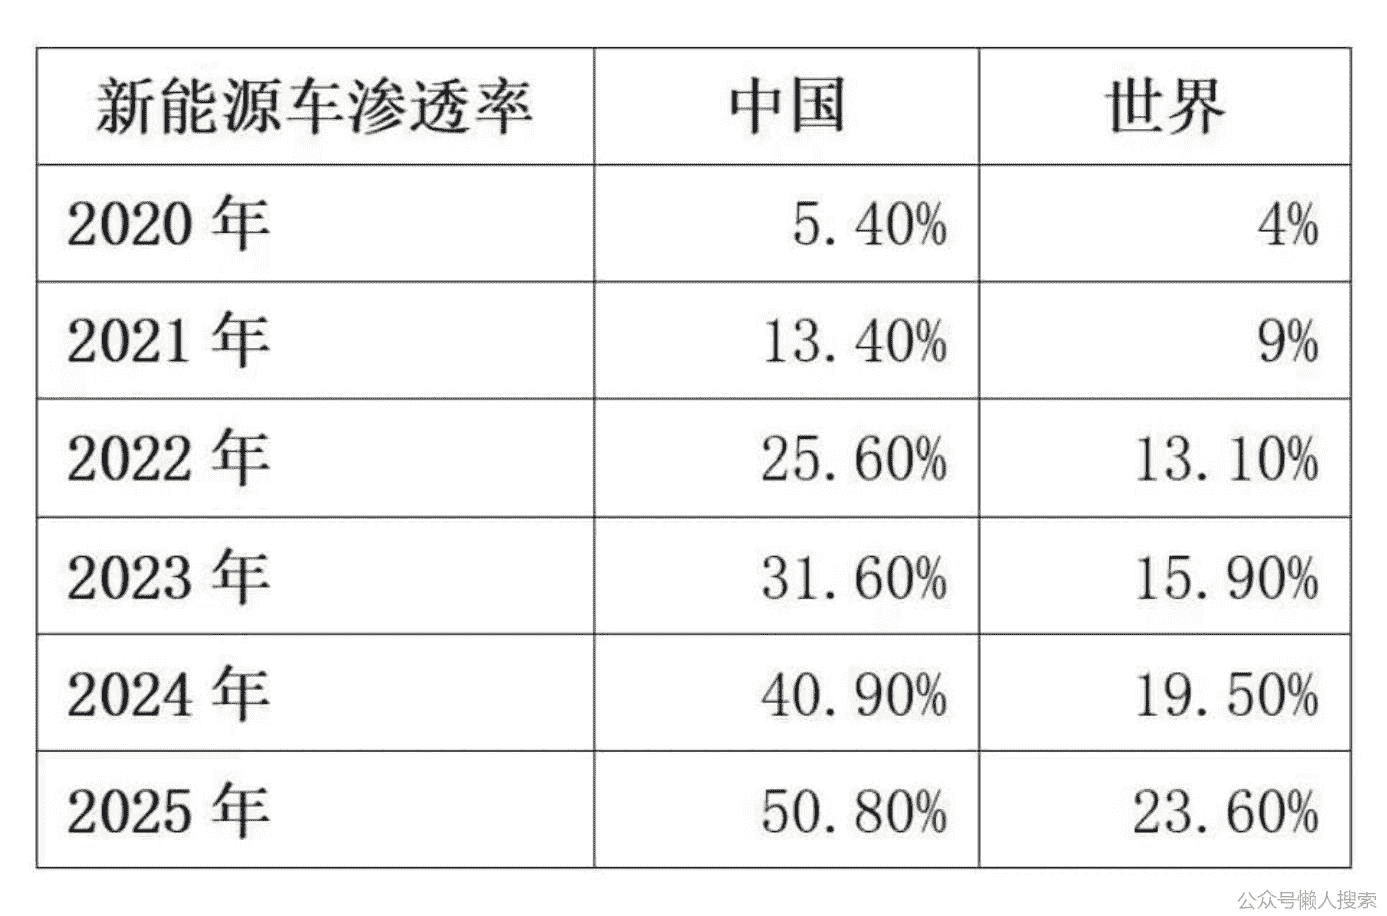 新能源车渗透率 中国 世界
2020 年 5.40% 4%
2021 年 13.40% 9%
2022 年 25.60% 13.10%
2023 年 31.60% 15.90%
2024 年 40.90% 19.50%
2025 年 50.80% 23.60%
公众号懒人搜索